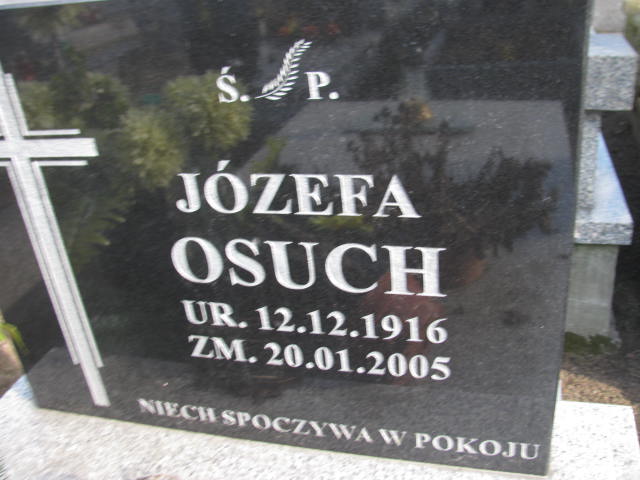 Ś. P.
JÓZEFA
OSUCH
UR. 12.12.1916
ZM. 20.01.2005
NIECH SPOCZYWA W POKOJU